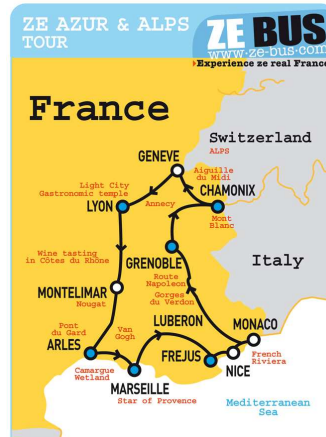 ZE AZUR & ALPS
TOUR
ZE BUS
www.ze-bus.com
Experience ze real France
France
Switzerland
GENEVE
ALPS
Aiguille
du Midi
CHAMONIX
Light City
Gastronomic temple
LYON
Annecy
Mont
Blanc
Wine tasting
in Côtes du Rhône
GRENOBLE
Italy
Route
Napoleon
MONTELIMAR
Nougat
Gorges
du Verdon
LUBERON
MONACO
Pont
du Gard
Van
Gogh
ARLES
FREJUS
NICE
French
Riviera
Camargue
Wetland
MARSEILLE
Star of Provence
Mediterranean
Sea